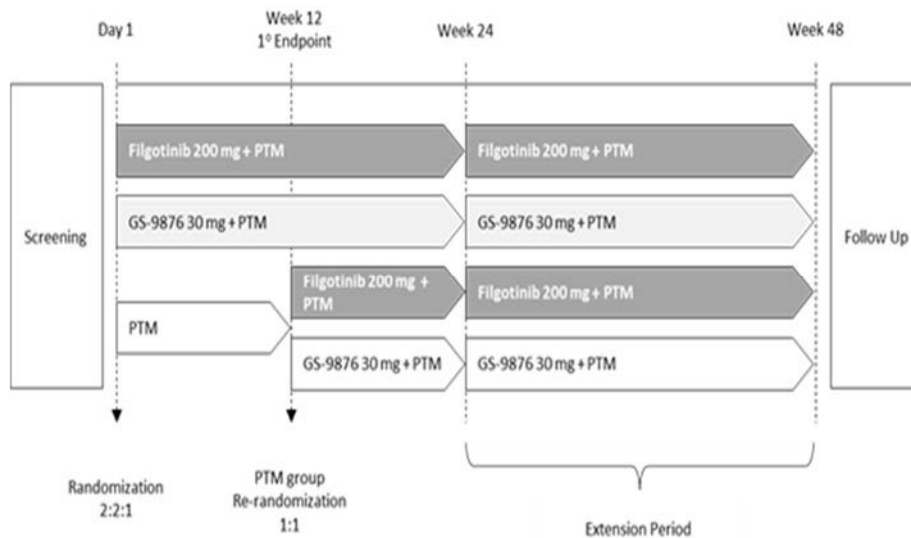 Day 1
Week 12
1º Endpoint
Week 24
Week 48
Screening
Filgotinib 200 mg + PTM
Filgotinib 200 mg + PTM
GS-9876 30 mg + PTM
GS-9876 30 mg + PTM
Follow Up
Filgotinib 200 mg +
PTM
Filgotinib 200 mg + PTM
PTM
GS-9876 30 mg + PTM
GS-9876 30 mg + PTM
Randomization
2:2:1
PTM group
Re-randomization
1:1
Extension Period